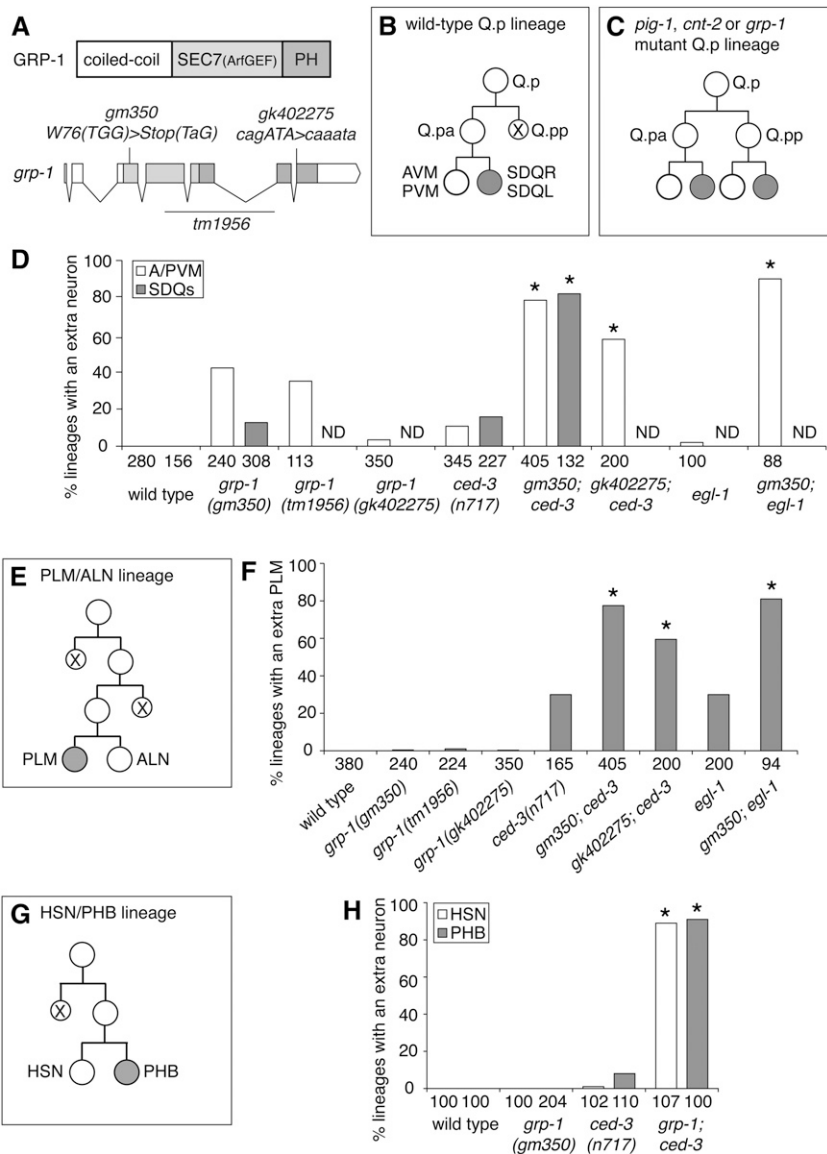 A
GRP-1
coiled-coil
SEC7(ArfGEF)
PH
gm350
W76(TGG)>Stop(TaG)
gk402275
cagATA>caaata
grp-1
tm1956
B
wild-type Q.p lineage
Q.p
Q.pa
X
Q.pp
AVM
PVM
SDQR
SDQL
C
pig-1, cnt-2 or grp-1
mutant Q.p lineage
Q.p
Q.pa
Q.pp
D
% lineages with an extra neuron
100
80
60
40
20
0
A/PVM
SDQs
ND ND * * * ND ND * ND
280 156 240 308 113 350 345 227 405 132 200 100 88
wild type
grp-1
(gm350)
grp-1
(tm1956)
grp-1
(gk402275)
ced-3
(n717)
gm350;
ced-3
gk402275;
ced-3
egl-1
gm350;
egl-1
E
PLM/ALN lineage
X
X
PLM
ALN
F
% lineages with an extra PLM
100
80
60
40
20
0
* * *
380 240 224 350 165 405 200 200 94
wild type
grp-1(gm350)
grp-1(tm1956)
grp-1(gk402275)
ced-3(n717)
gm350; ced-3
gk402275; ced-3
egl-1
gm350; egl-1
G
HSN/PHB lineage
X
HSN
PHB
H
% lineages with an extra neuron
100
80
60
40
20
0
HSN
PHB
* *
100 100 100 204 102 110 107 100
wild type
grp-1
(gm350)
ced-3
(n717)
grp-1;
ced-3